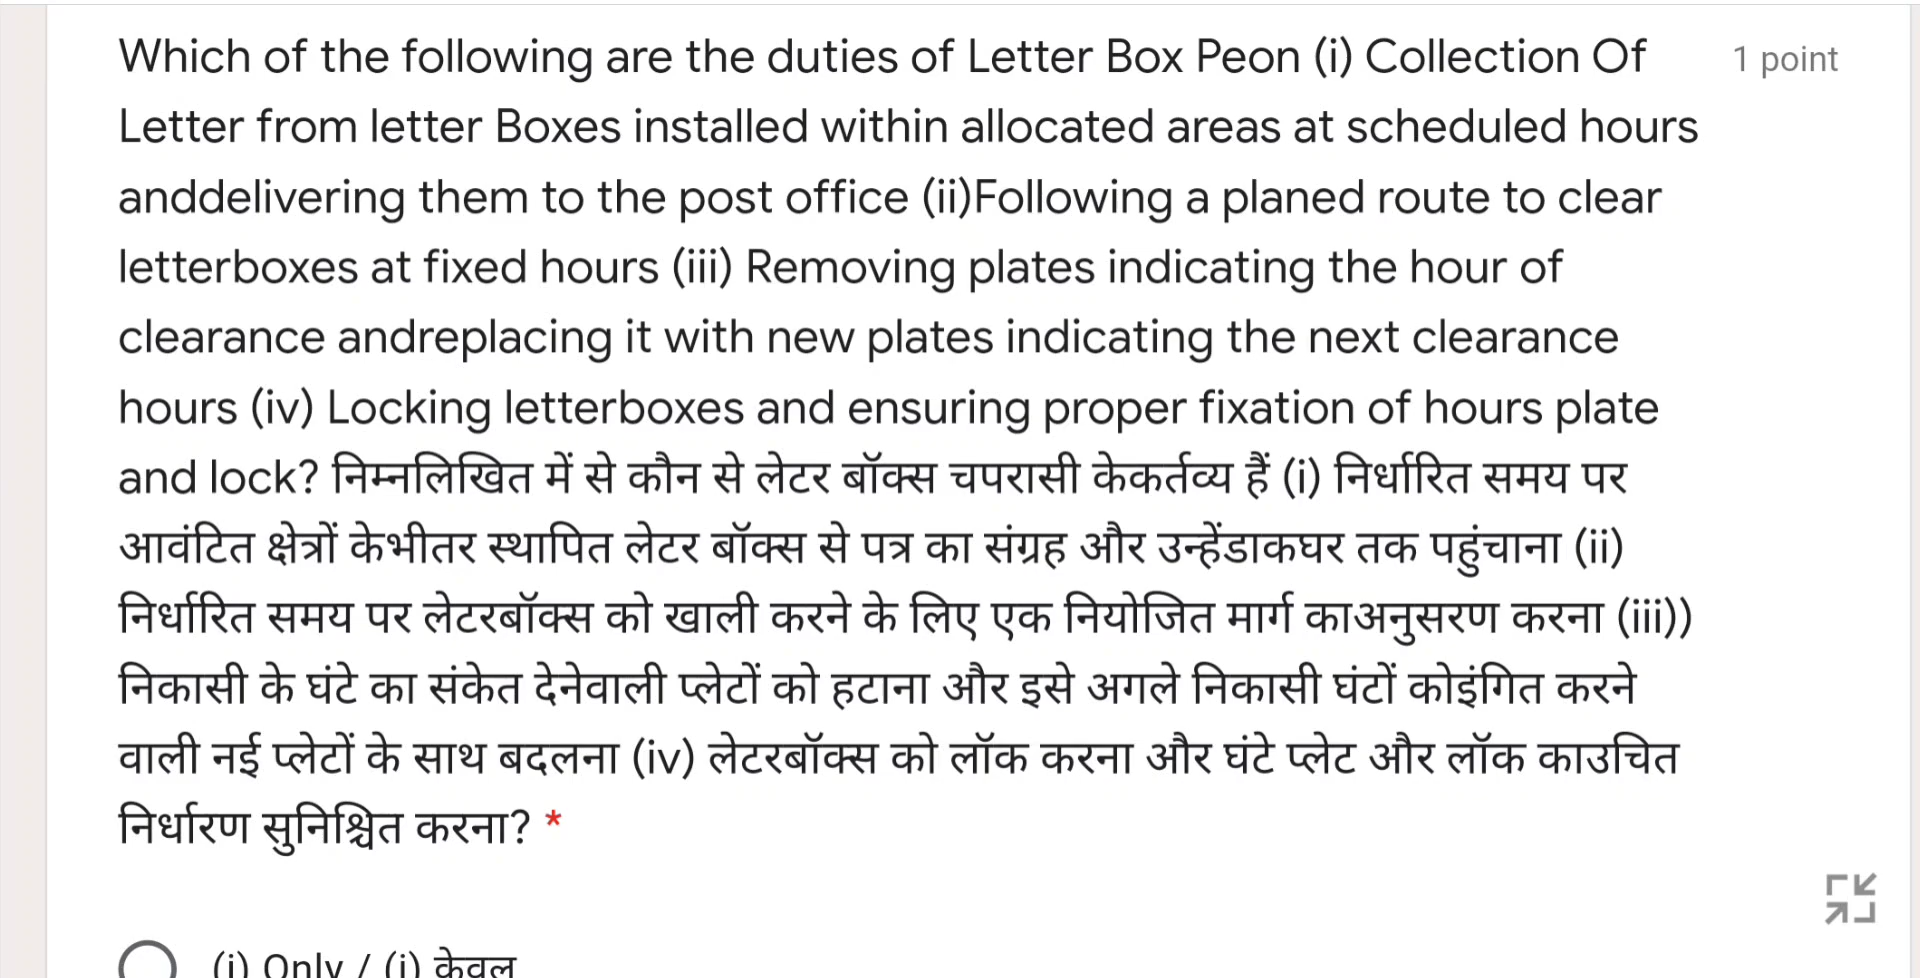 Which of the following are the duties of Letter Box Peon (i) Collection Of
1 point
Letter from letter Boxes installed within allocated areas at scheduled hours
anddelivering them to the post office (ii)Following a planed route to clear
letterboxes at fixed hours (iii) Removing plates indicating the hour of
clearance andreplacing it with new plates indicating the next clearance
hours (iv) Locking letterboxes and ensuring proper fixation of hours plate
and lock? निम्नलिखित में से कौन से लेटर बॉक्स चपरासी केकर्तव्य हैं (i) निर्धारित समय पर
आवंटित क्षेत्रों केभीतर स्थापित लेटर बॉक्स से पत्र का संग्रह और उन्हेंडाकघर तक पहुंचाना (ii)
निर्धारित समय पर लेटरबॉक्स को खाली करने के लिए एक नियोजित मार्ग काअनुसरण करना (iii))
निकासी के घंटे का संकेत देनेवाली प्लेटों को हटाना और इसे अगले निकासी घंटों कोइंगित करने
वाली नई प्लेटों के साथ बदलना (iv) लेटरबॉक्स को लॉक करना और घंटे प्लेट और लॉक काउचित
निर्धारण सुनिश्चित करना? *
(i) Only / (i) केवल